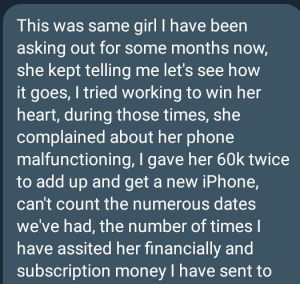 This was same girl I have been
asking out for some months now,
she kept telling me let's see how
it goes, I tried working to win her
heart, during those times, she
complained about her phone
malfunctioning, I gave her 60k twice
to add up and get a new iPhone,
can't count the numerous dates
we've had, the number of times I
have assited her financially and
subscription money I have sent to